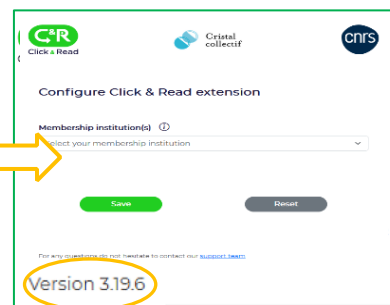 C&R
Click & Read
Cristal
collectif
cnrs
Configure Click & Read extension
Membership institution(s)
Select your membership institution
Save
Reset
For any questions do not hesitate to contact our support team
Version 3.19.6